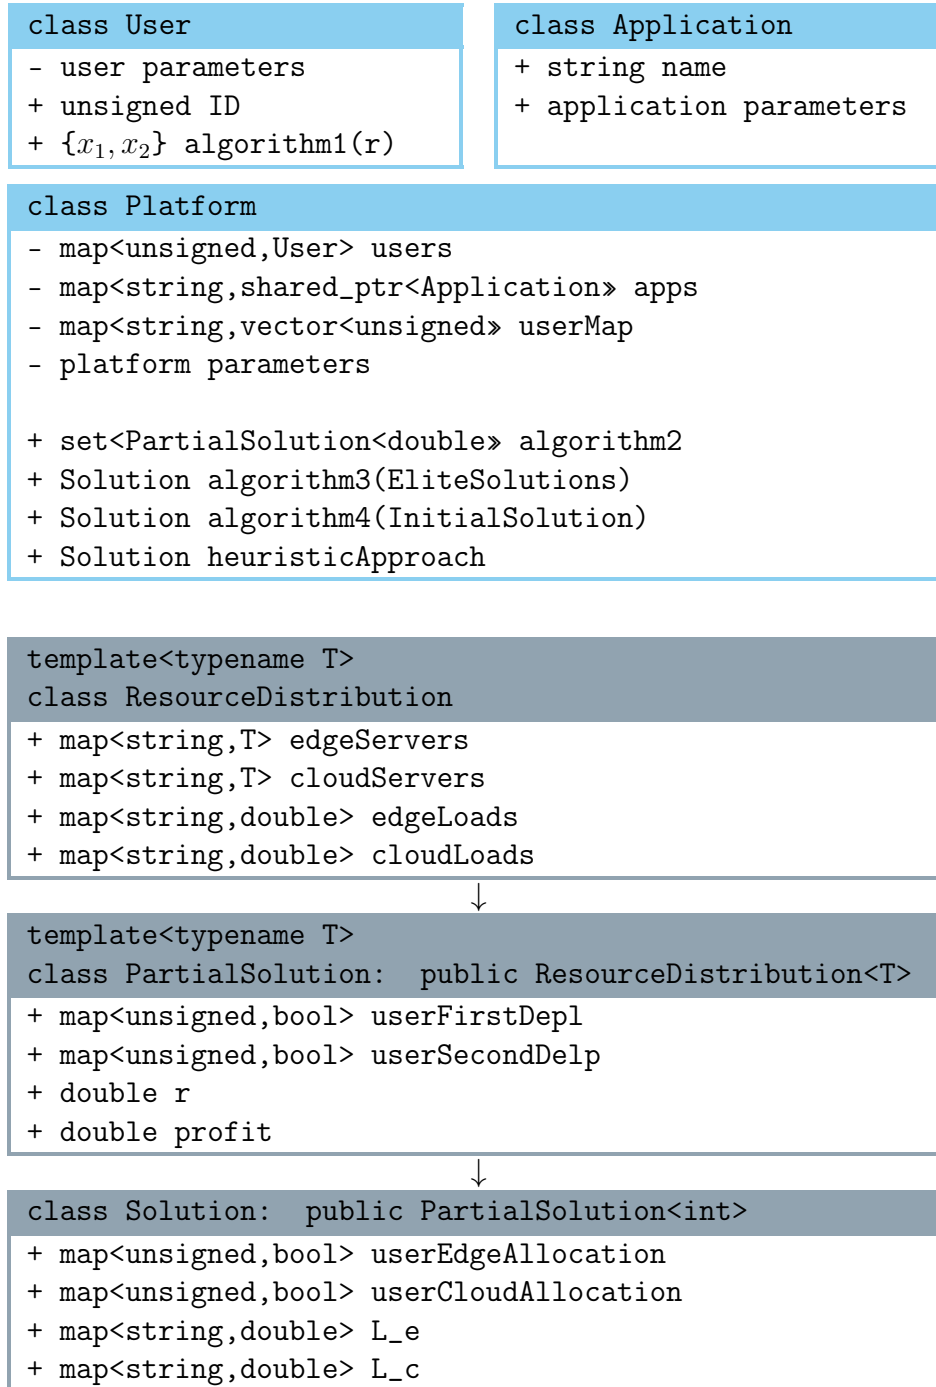 class User
- user parameters
+ unsigned ID
+ {x₁, x₂} algorithm1(r)
class Application
+ string name
+ application parameters
class Platform
- map<unsigned,User> users
- map<string,shared_ptr<Application» apps
- map<string,vector<unsigned» userMap
- platform parameters
+ set<PartialSolution<double» algorithm2
+ Solution algorithm3(EliteSolutions)
+ Solution algorithm4(InitialSolution)
+ Solution heuristicApproach
template<typename T>
class ResourceDistribution
+ map<string,T> edgeServers
+ map<string,T> cloudServers
+ map<string,double> edgeLoads
+ map<string,double> cloudLoads
↓
template<typename T>
class PartialSolution: public ResourceDistribution<T>
+ map<unsigned,bool> userFirstDepl
+ map<unsigned,bool> userSecondDelp
+ double r
+ double profit
↓
class Solution: public PartialSolution<int>
+ map<unsigned,bool> userEdgeAllocation
+ map<unsigned,bool> userCloudAllocation
+ map<string,double> L_e
+ map<string,double> L_c